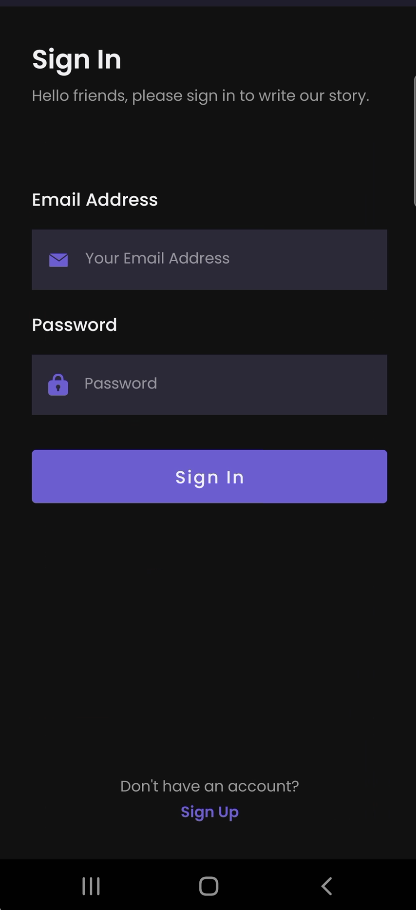 Sign In
Hello friends, please sign in to write our story.
Email Address
Your Email Address
Password
Password
Sign In
Don't have an account?
Sign Up